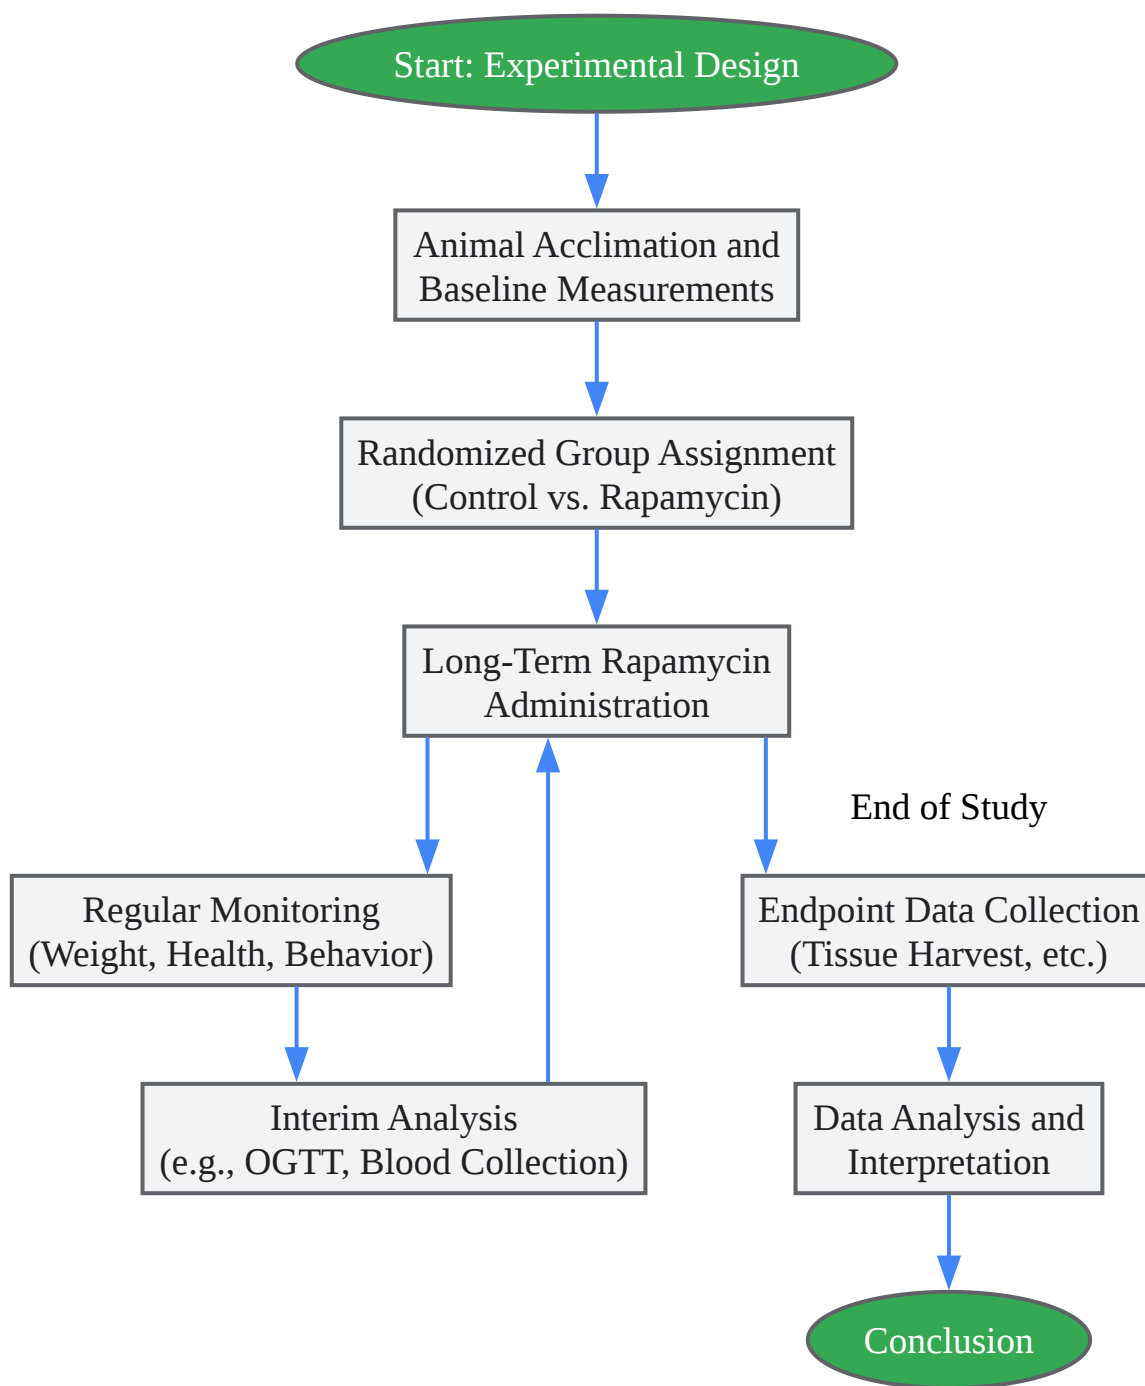 Start: Experimental Design
Animal Acclimation and
Baseline Measurements
Randomized Group Assignment
(Control vs. Rapamycin)
Long-Term Rapamycin
Administration
End of Study
Regular Monitoring
(Weight, Health, Behavior)
Endpoint Data Collection
(Tissue Harvest, etc.)
Interim Analysis
(e.g., OGTT, Blood Collection)
Data Analysis and
Interpretation
Conclusion